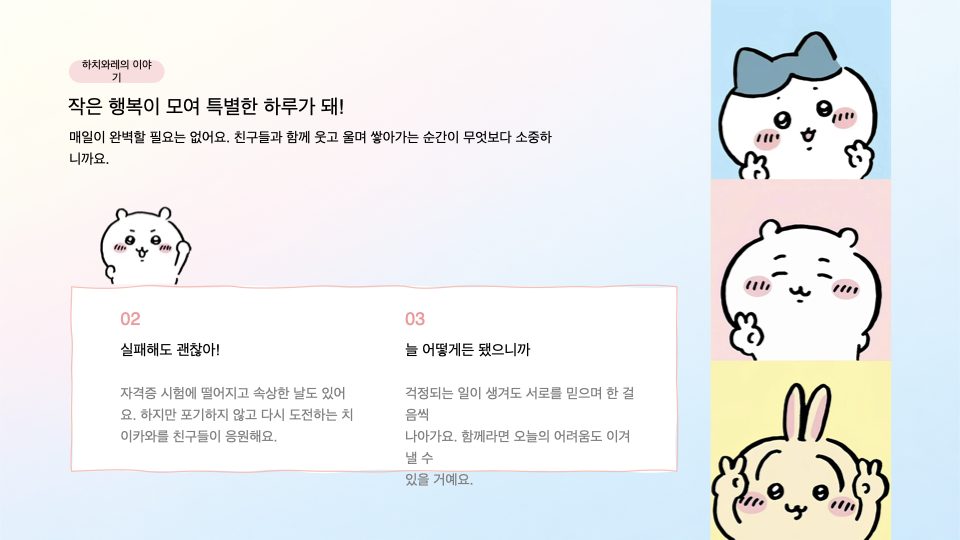 하치와레의 이야
기
작은 행복이 모여 특별한 하루가 돼!
매일이 완벽할 필요는 없어요. 친구들과 함께 웃고 울며 쌓아가는 순간이 무엇보다 소중하
니까요.
02
실패해도 괜찮아!
자격증 시험에 떨어지고 속상한 날도 있어
요. 하지만 포기하지 않고 다시 도전하는 치
이카와를 친구들이 응원해요.
03
늘 어떻게든 됐으니까
걱정되는 일이 생겨도 서로를 믿으며 한 걸
음씩
나아가요. 함께라면 오늘의 어려움도 이겨
낼 수
있을 거예요.